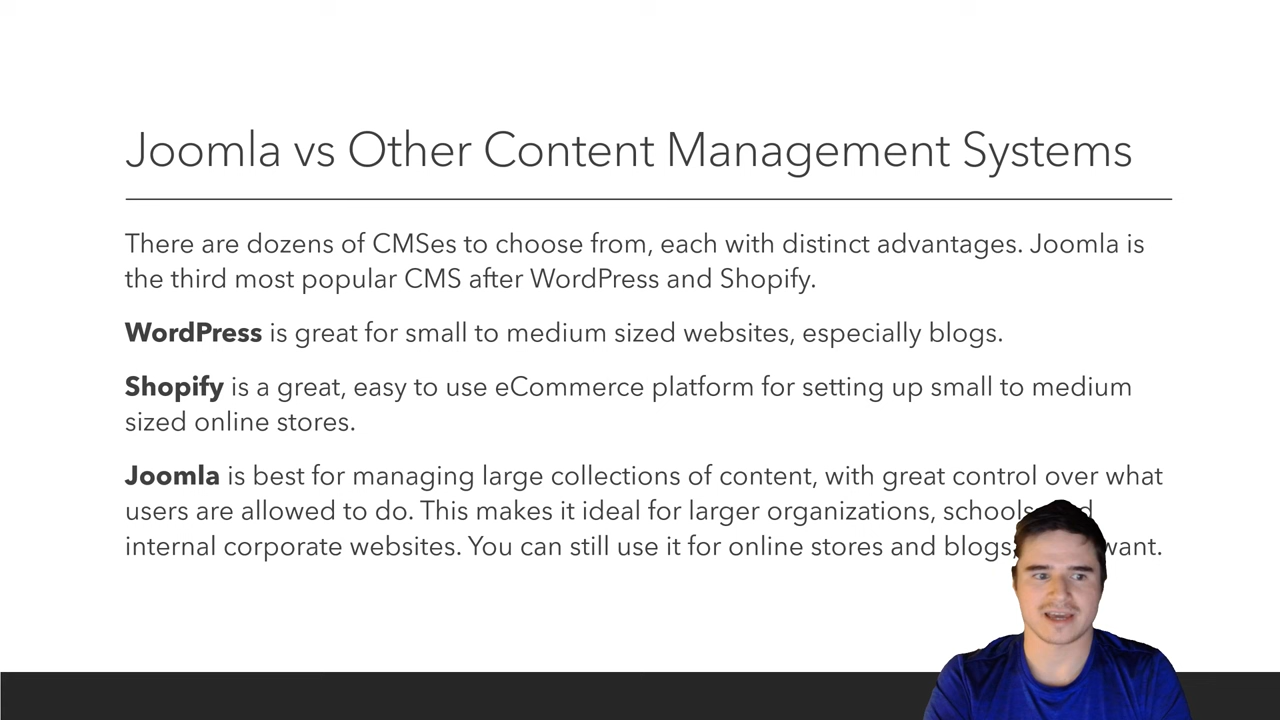 Joomla vs Other Content Management Systems
There are dozens of CMSes to choose from, each with distinct advantages. Joomla is
the third most popular CMS after WordPress and Shopify.
WordPress is great for small to medium sized websites, especially blogs.
Shopify is a great, easy to use eCommerce platform for setting up small to medium
sized online stores.
Joomla is best for managing large collections of content, with great control over what
users are allowed to do. This makes it ideal for larger organizations, schools
internal corporate websites. You can still use it for online stores and blogs want.